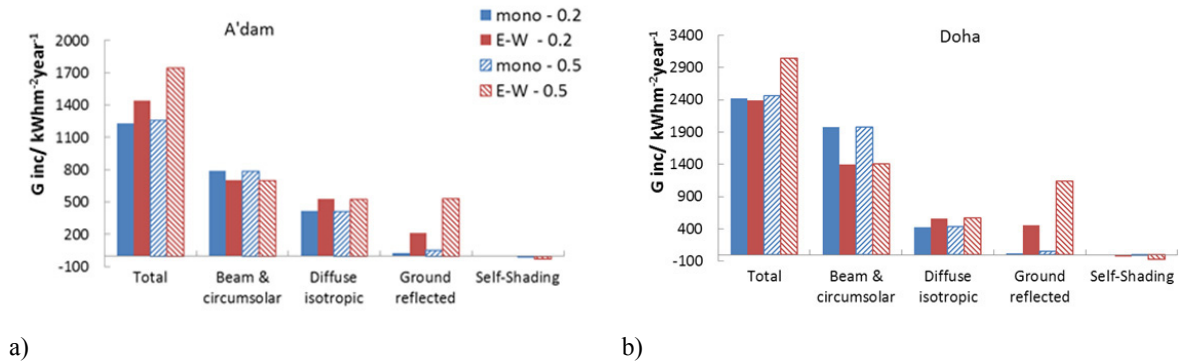 A'dam
G inc/ kWhm⁻²year⁻¹
2000
1700
1400
1100
800
500
200
-100
mono - 0.2
E-W - 0.2
mono - 0.5
E-W - 0.5
Total
Beam &
circumsolar
Diffuse
isotropic
Ground
reflected
Self-Shading
a)
Doha
G inc/ kWhm⁻²year⁻¹
3400
2900
2400
1900
1400
900
400
-100
Total
Beam &
circumsolar
Diffuse
isotropic
Ground
reflected
Self-Shading
b)